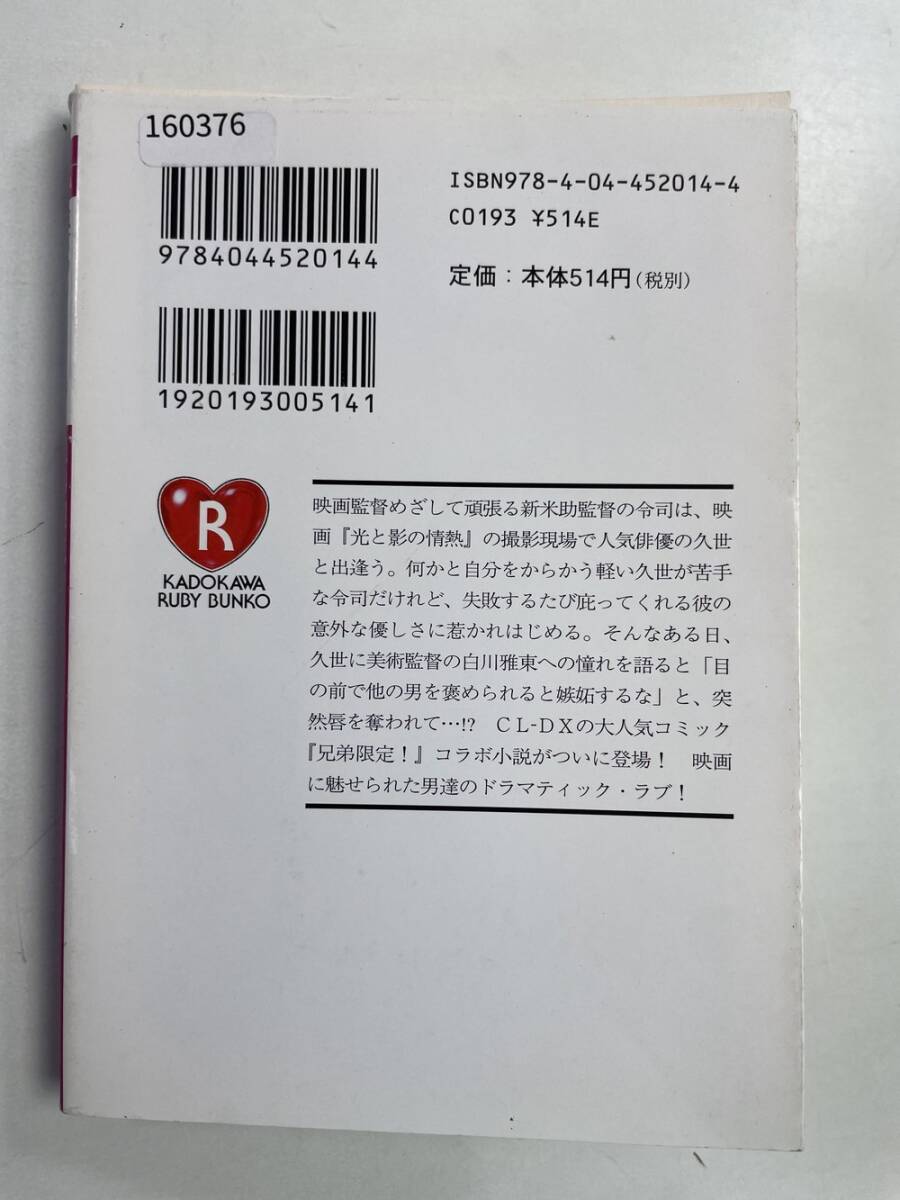 160376
ISBN978-4-04-452014-4
C0193 ¥514E
9784044520144
定価：本体514円（税別）
1920193005141
R
KADOKAWA
RUBY BUNKO
映画監督めざして頑張る新米助監督の令司は、映
画『光と影の情熱』の撮影現場で人気俳優の久世
と出逢う。何かと自分をからかう軽い久世が苦手
な令司だけれど、失敗するたび庇ってくれる彼の
意外な優しさに惹かれはじめる。そんなある日、
久世に美術監督の白川雅東への憧れを語ると「目
の前で他の男を褒められると嫉妬するな」と、突
然唇を奪われて…!?　CL-DXの大人気コミック
『兄弟限定！』コラボ小説がついに登場！　映画
に魅せられた男達のドラマティック・ラブ！